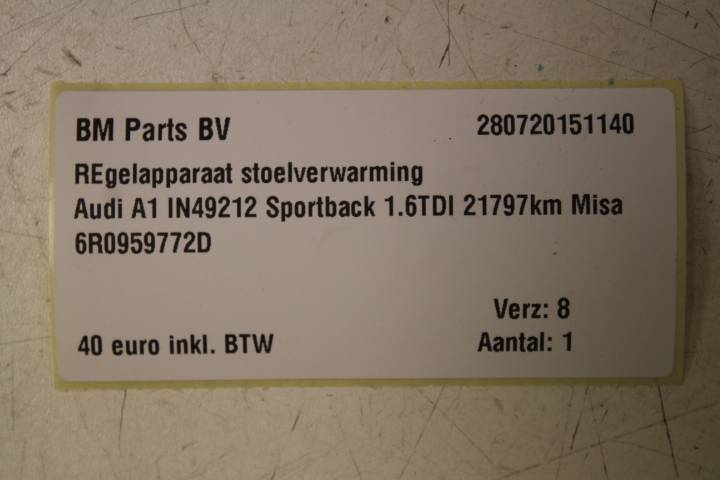 BM Parts BV 280720151140
REgelapparaat stoelverwarming
Audi A1 IN49212 Sportback 1.6TDI 21797km Misa
6R0959772D
Verz: 8
40 euro inkl. BTW Aantal: 1